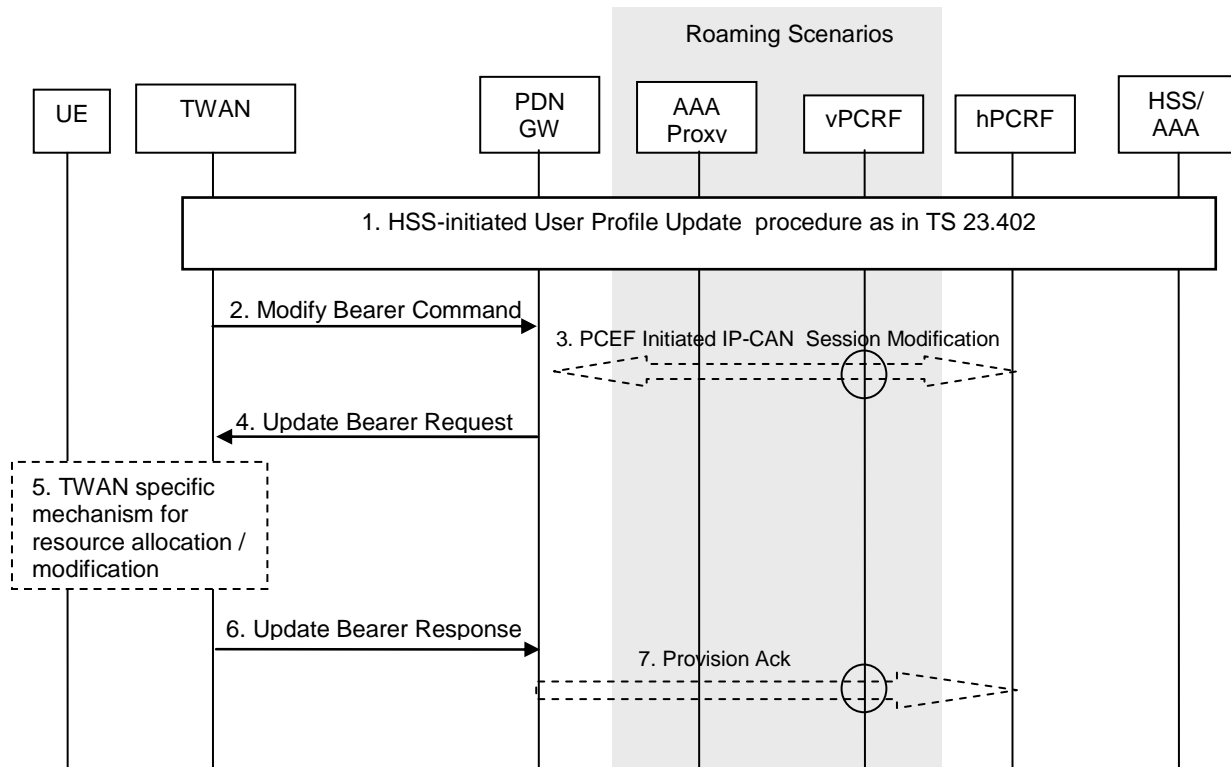 Roaming Scenarios
UE
TWAN
PDN
GW
AAA
Proxy
vPCRF
hPCRF
HSS/
AAA
1. HSS-initiated User Profile Update procedure as in TS 23.402
2. Modify Bearer Command
3. PCEF Initiated IP-CAN Session Modification
4. Update Bearer Request
5. TWAN specific
mechanism for
resource allocation /
modification
6. Update Bearer Response
7. Provision Ack